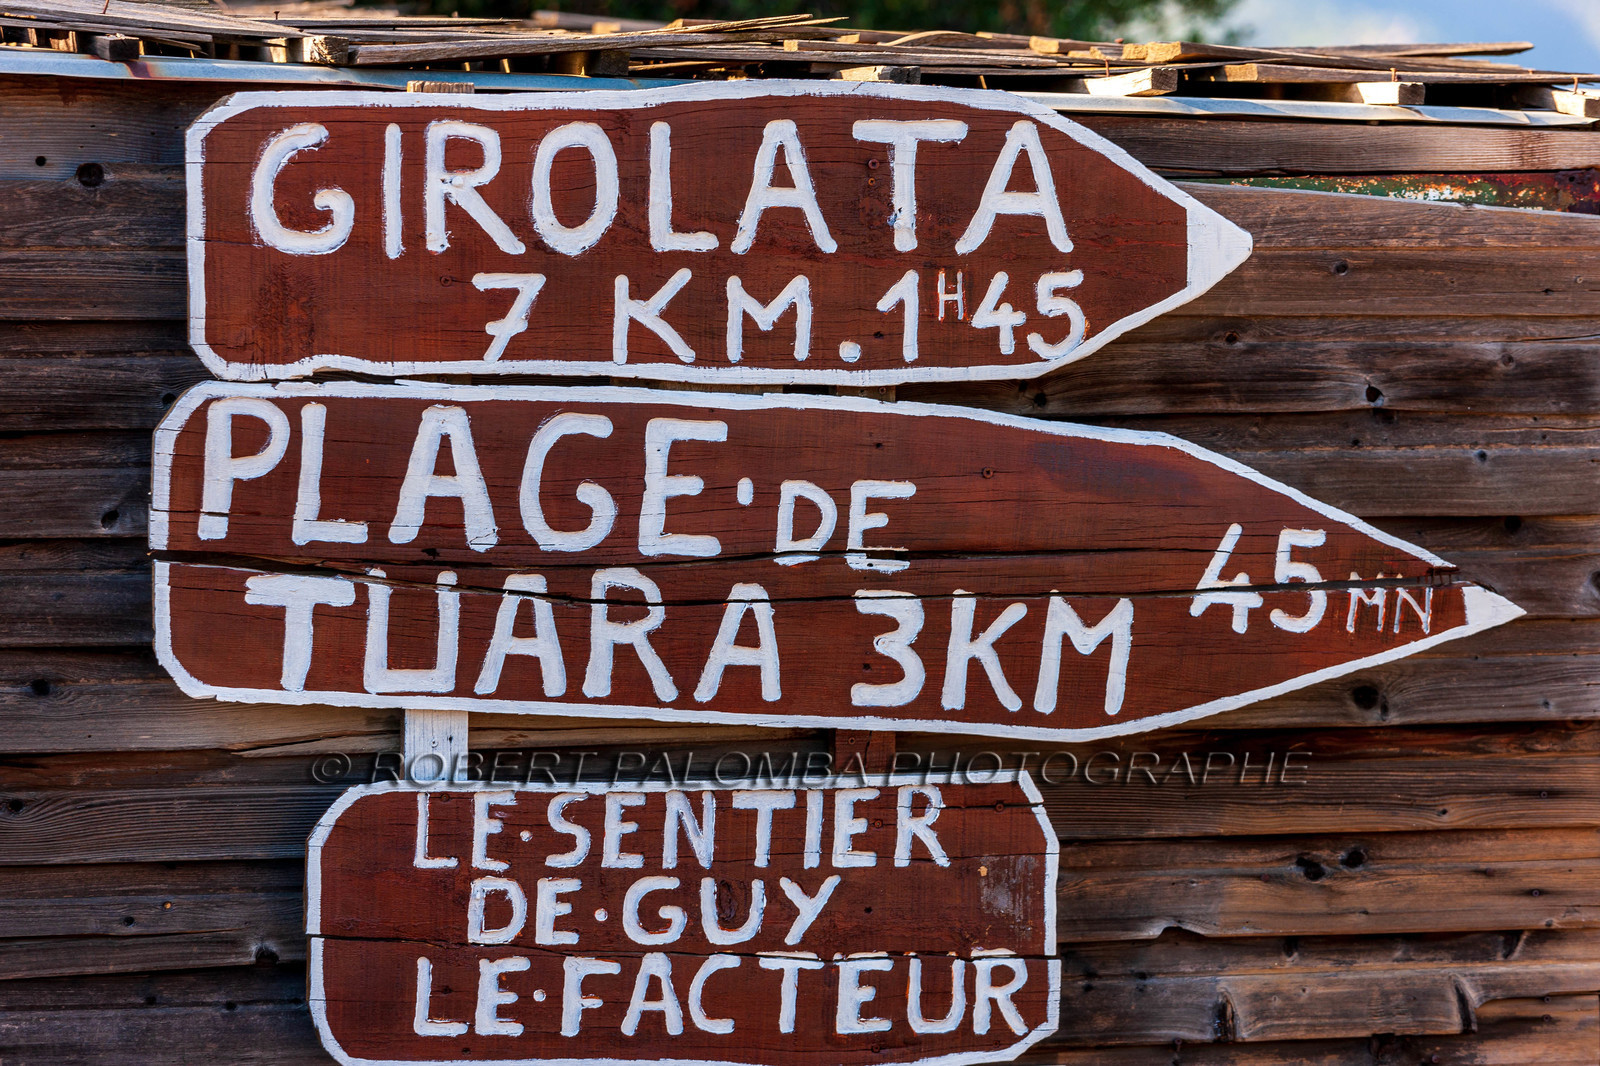 GIROLATA
7 KM. 1H45
PLAGE·DE
TUARA 3KM 45MN
© ROBERT PALOMBA PHOTOGRAPHE
LE·SENTIER
DE·GUY
LE·FACTEUR